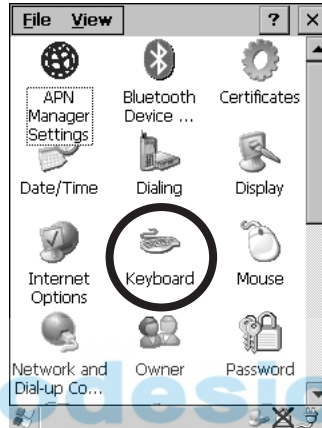 File View ? ×
APN Manager Settings
Bluetooth Device ...
Certificates
Date/Time
Dialing
Display
Internet Options
Keyboard
Mouse
Network and Dial-up Co...
Owner
Password